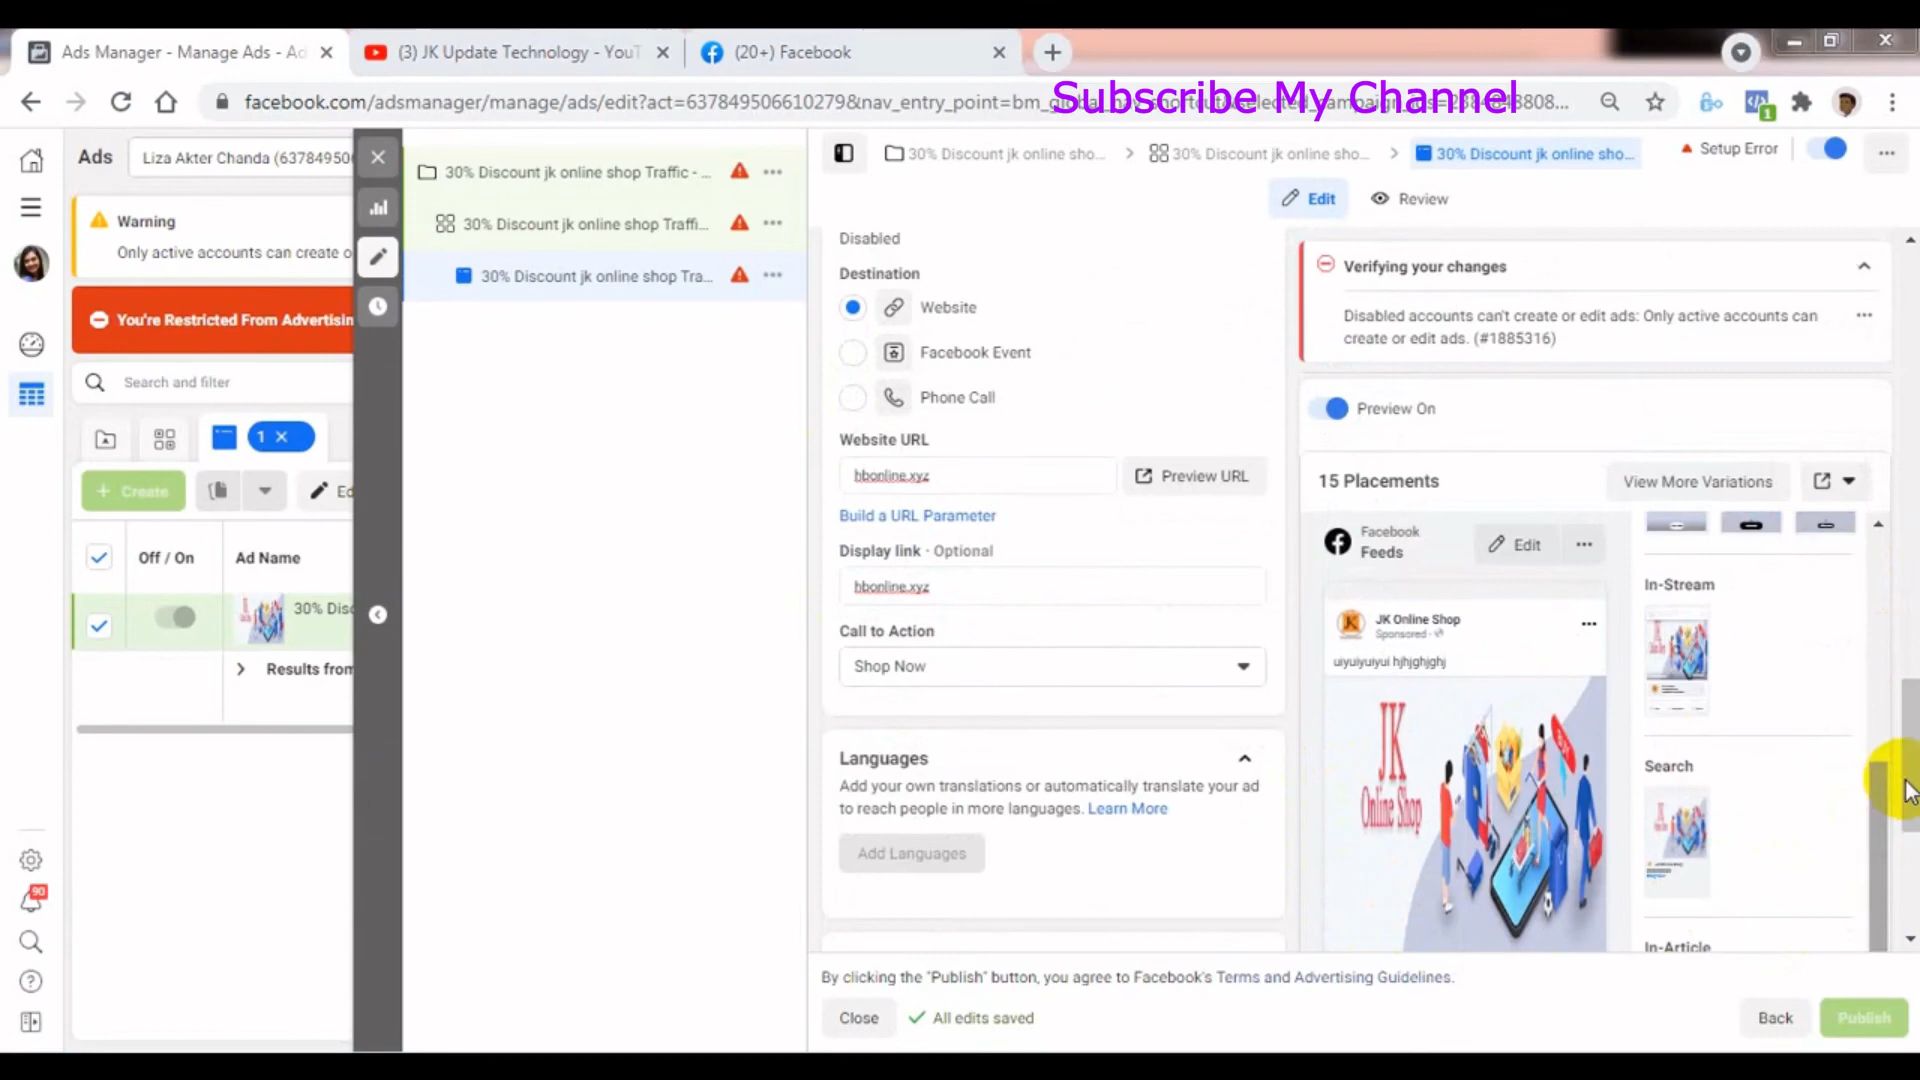 Ads Manager - Manage Ads - Ad
(3) JK Update Technology - YouT
(20+) Facebook
facebook.com/adsmanager/manage/ads/edit?act=637849506610279&nav_entry_point=bm_global_nav_shortcut&selected_campaign_
Subscribe My Channel
1
Ads
Liza Akter Chanda (63784950
Warning
Only active accounts can create o
You're Restricted From Advertisin
Search and filter
1
Create
Ed
Off / On
Ad Name
30% Disc
Results from
90
30% Discount jk online shop Traffic - ...
30% Discount jk online shop Traffi...
30% Discount jk online shop Tra...
30% Discount jk online sho...
30% Discount jk online sho...
30% Discount jk online sho...
Setup Error
Edit
Review
Disabled
Destination
Website
Facebook Event
Phone Call
Website URL
hbonline.xyz
Preview URL
Build a URL Parameter
Display link · Optional
hbonline.xyz
Call to Action
Shop Now
Languages
Add your own translations or automatically translate your ad
to reach people in more languages. Learn More
Add Languages
Verifying your changes
Disabled accounts can't create or edit ads: Only active accounts can
create or edit ads. (#1885316)
Preview On
15 Placements
View More Variations
Facebook
Feeds
Edit
JK Online Shop
Sponsored ·
uiyuiyuiyui hjhjghjghj
JK
Online Shop
In-Stream
Search
In-Article
By clicking the "Publish" button, you agree to Facebook's Terms and Advertising Guidelines.
Close
All edits saved
Back
Publish